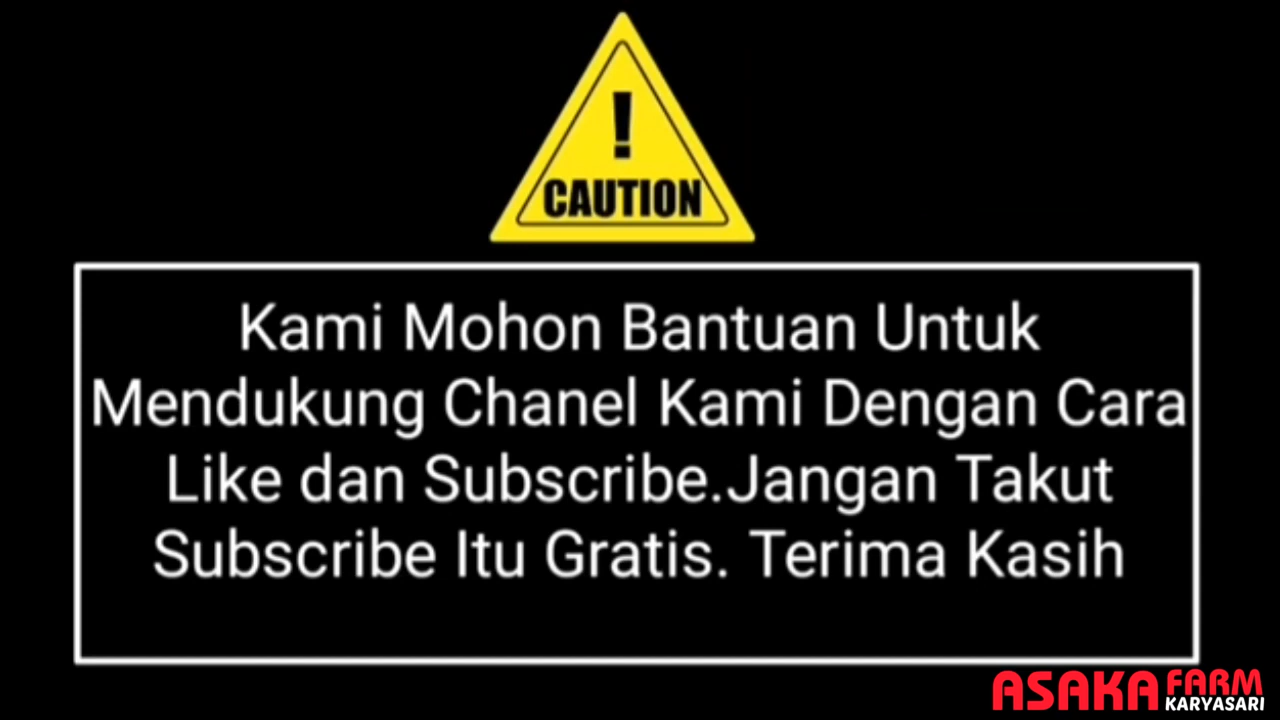 !
CAUTION
Kami Mohon Bantuan Untuk
Mendukung Chanel Kami Dengan Cara
Like dan Subscribe.Jangan Takut
Subscribe Itu Gratis. Terima Kasih
ASAKA FARM
KARYASARI